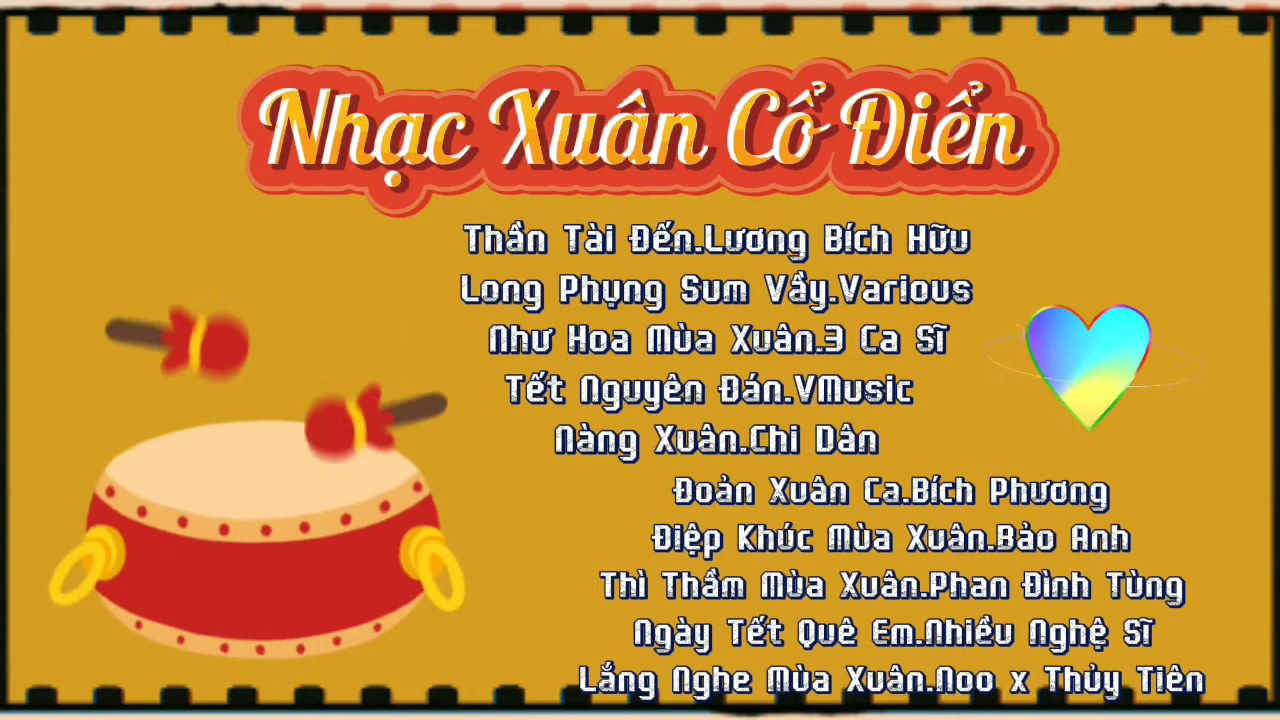 Nhạc Xuân Cổ Điển
Thần Tài Đến.Lương Bích Hữu
Long Phụng Sum Vầy.Various
Như Hoa Mùa Xuân.3 Ca Sĩ
Tết Nguyên Đán.VMusic
Nàng Xuân.Chi Dân
Đoản Xuân Ca.Bích Phương
Điệp Khúc Mùa Xuân.Bảo Anh
Thì Thầm Mùa Xuân.Phan Đình Tùng
Ngày Tết Quê Em.Nhiều Nghệ Sĩ
Lắng Nghe Mùa Xuân.Noo x Thủy Tiên